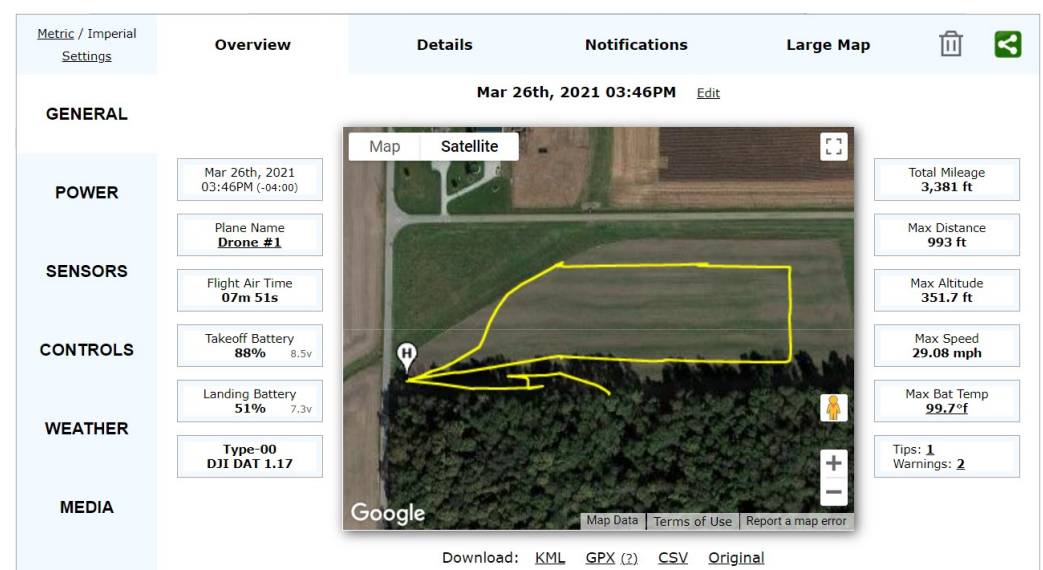 Metric / Imperial
Settings
Overview
Details
Notifications
Large Map
Mar 26th, 2021 03:46PM Edit
GENERAL
POWER
SENSORS
CONTROLS
WEATHER
MEDIA
Mar 26th, 2021
03:46PM (-04:00)
Plane Name
Drone #1
Flight Air Time
07m 51s
Takeoff Battery
88% 8.5v
Landing Battery
51% 7.3v
Type-00
DJI DAT 1.17
Map Satellite
H
Google
Map Data Terms of Use Report a map error
Total Mileage
3,381 ft
Max Distance
993 ft
Max Altitude
351.7 ft
Max Speed
29.08 mph
Max Bat Temp
99.7°f
Tips: 1
Warnings: 2
Download: KML GPX (?) CSV Original